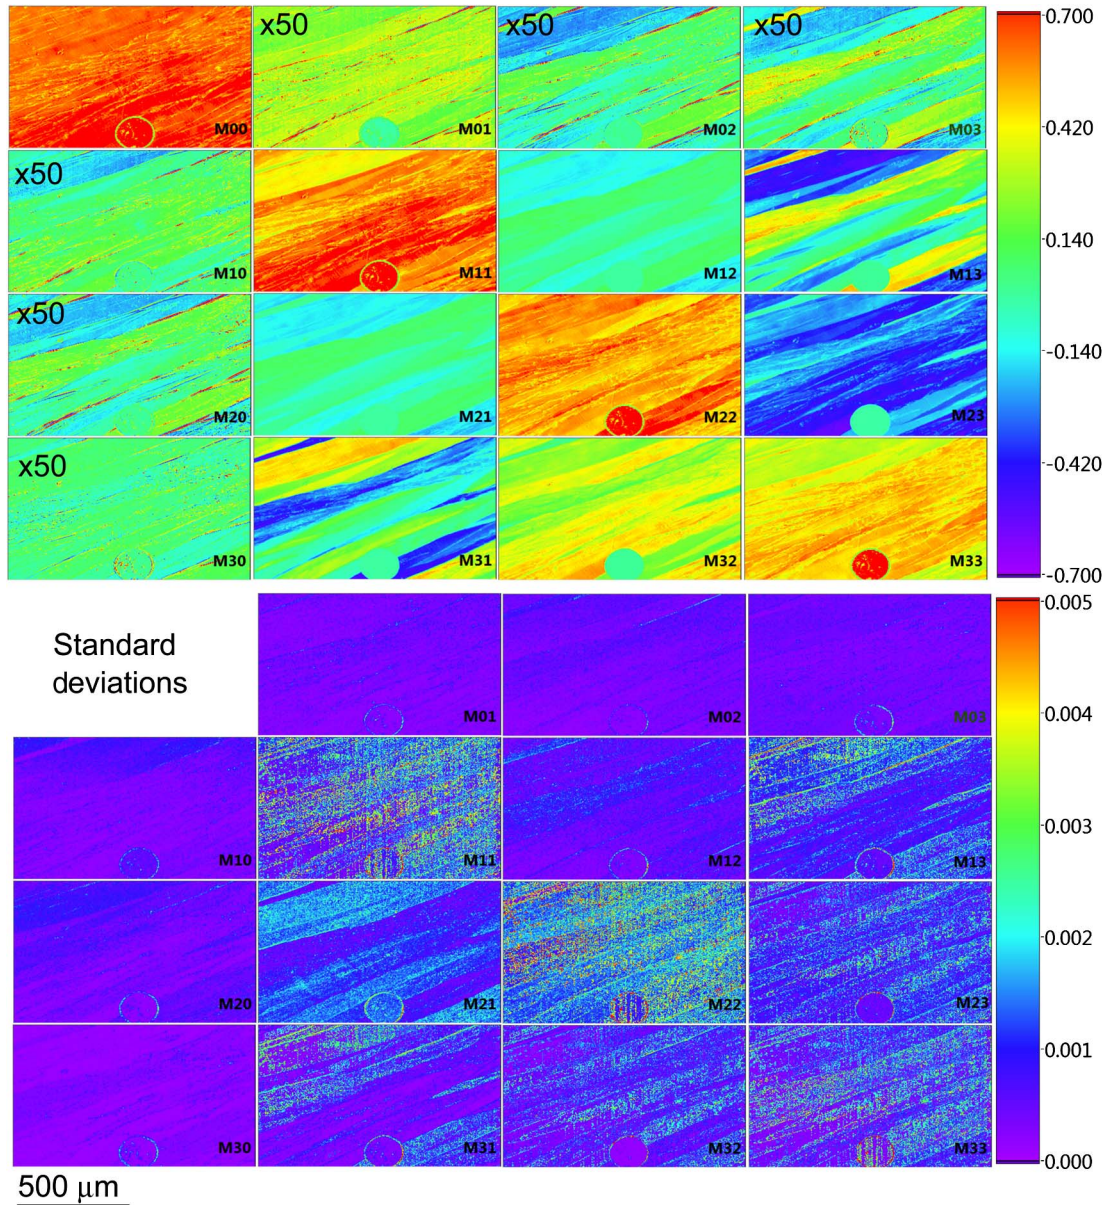 x50 x50 x50 0.700
M00 M01 M02 M03
0.420
x50
M10 M11 M12 M13
0.140
x50
-0.140
M20 M21 M22 M23
x50
-0.420
M30 M31 M32 M33
-0.700
0.005
Standard
deviations
M01 M02 M03
0.004
0.003
M10 M11 M12 M13
0.002
M20 M21 M22 M23
0.001
M30 M31 M32 M33
0.000
500 μm